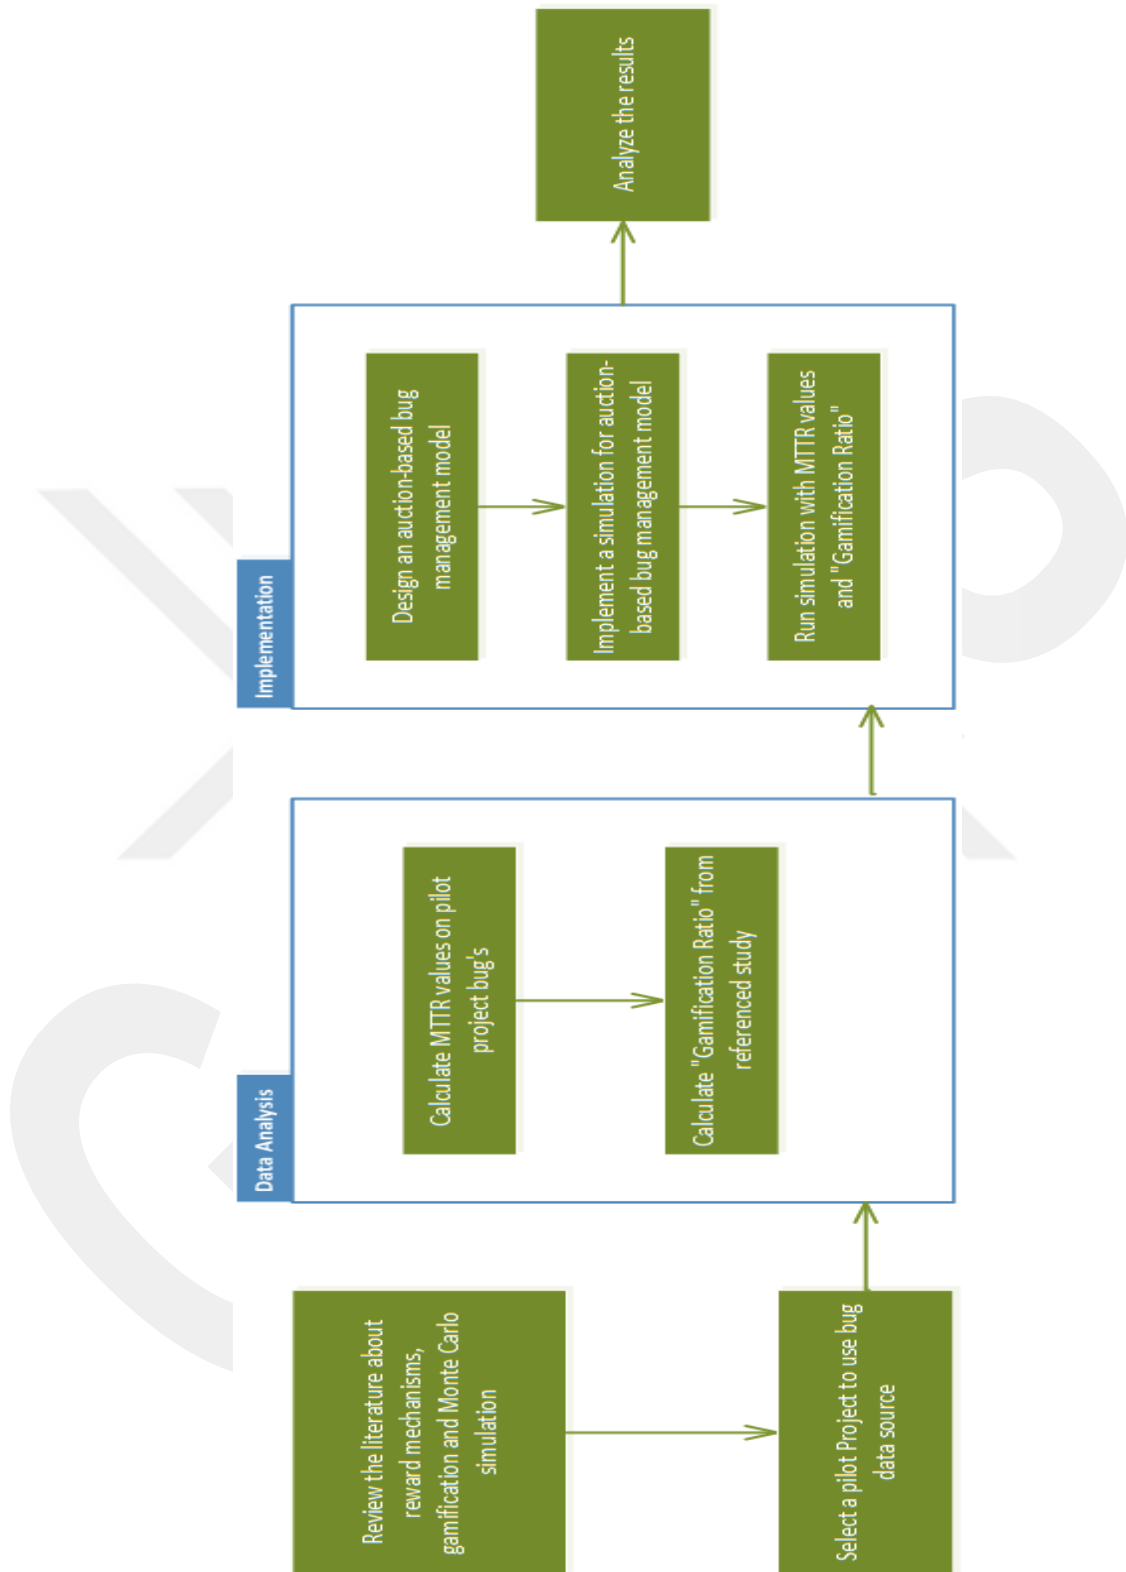 Review the literature about
reward mechanisms,
gamification and Monte Carlo
simulation
Select a pilot Project to use bug
data source
Data Analysis
Calculate MTTR values on pilot
project bug's
Calculate "Gamification Ratio" from
referenced study
Implementation
Design an auction-based bug
management model
Implement a simulation for auction-
based bug management model
Run simulation with MTTR values
and "Gamification Ratio"
Analyze the results